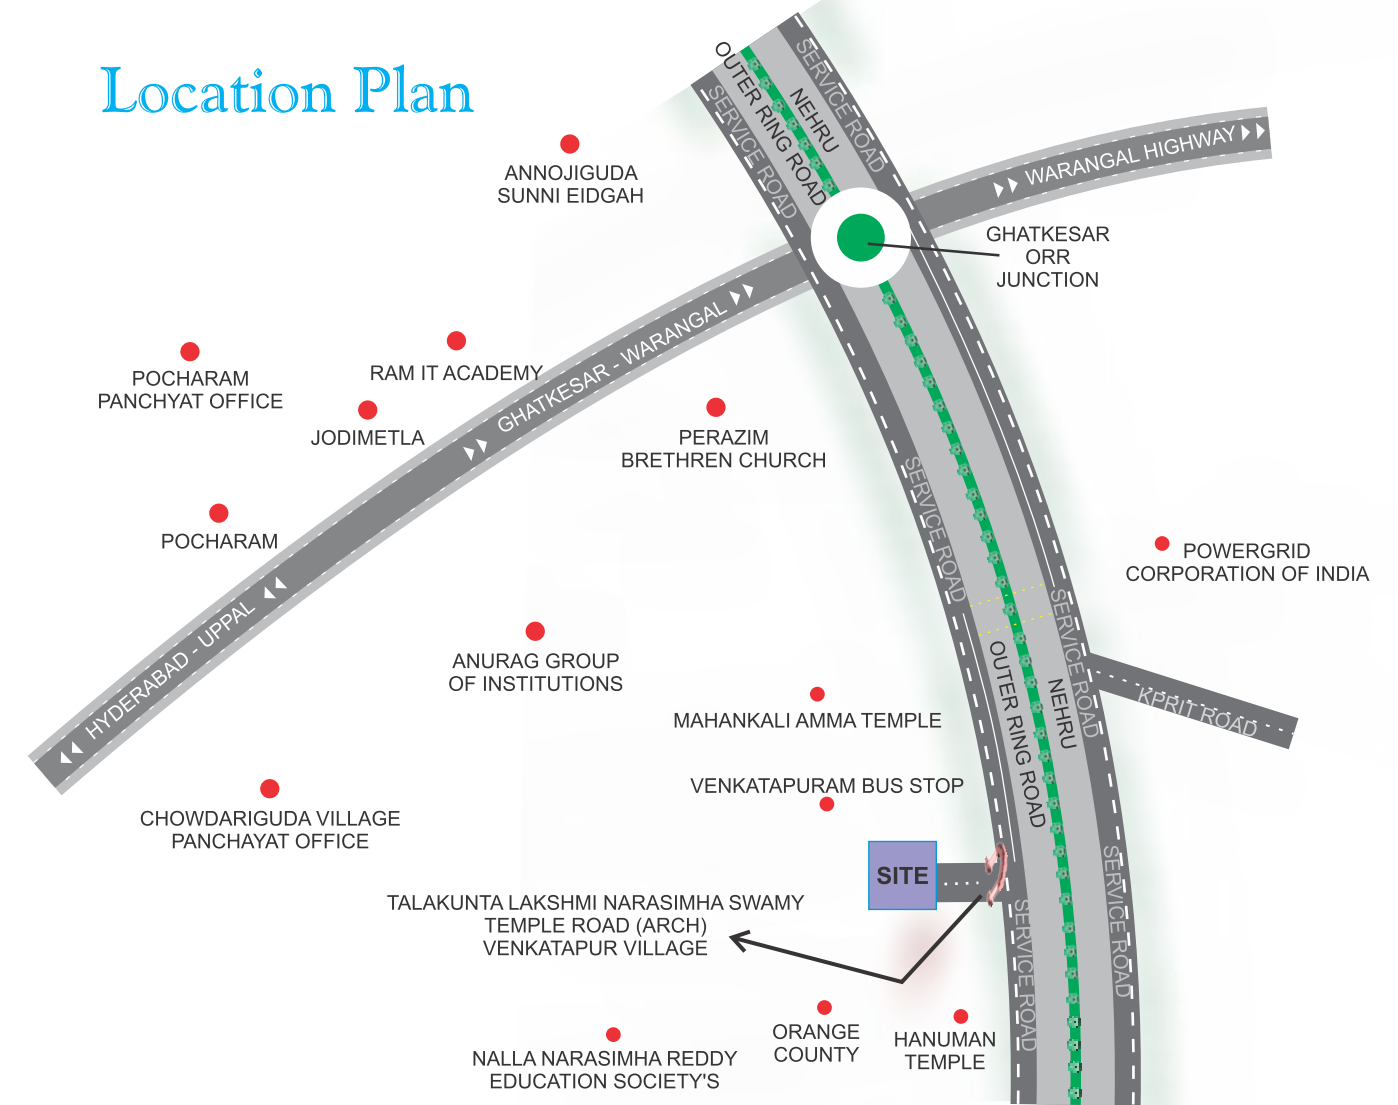 Location Plan
OUTER RING ROAD
NEHRU
SERVICE ROAD
SERVICE ROAD
WARANGAL HIGHWAY
ANNOJIGUDA
SUNNI EIDGAH
GHATKESAR
ORR
JUNCTION
GHATKESAR - WARANGAL
RAM IT ACADEMY
POCHARAM
PANCHYAT OFFICE
JODIMETLA
PERAZIM
BRETHREN CHURCH
SERVICE ROAD
POCHARAM
POWERGRID
CORPORATION OF INDIA
HYDERABAD - UPPAL
SERVICE ROAD
OUTER RING ROAD
NEHRU
ANURAG GROUP
OF INSTITUTIONS
KPRIT ROAD
MAHANKALI AMMA TEMPLE
VENKATAPURAM BUS STOP
CHOWDARIGUDA VILLAGE
PANCHAYAT OFFICE
SITE
SERVICE ROAD
SERVICE ROAD
TALAKUNTA LAKSHMI NARASIMHA SWAMY
TEMPLE ROAD (ARCH)
VENKATAPUR VILLAGE
ORANGE
COUNTY
HANUMAN
TEMPLE
NALLA NARASIMHA REDDY
EDUCATION SOCIETY'S